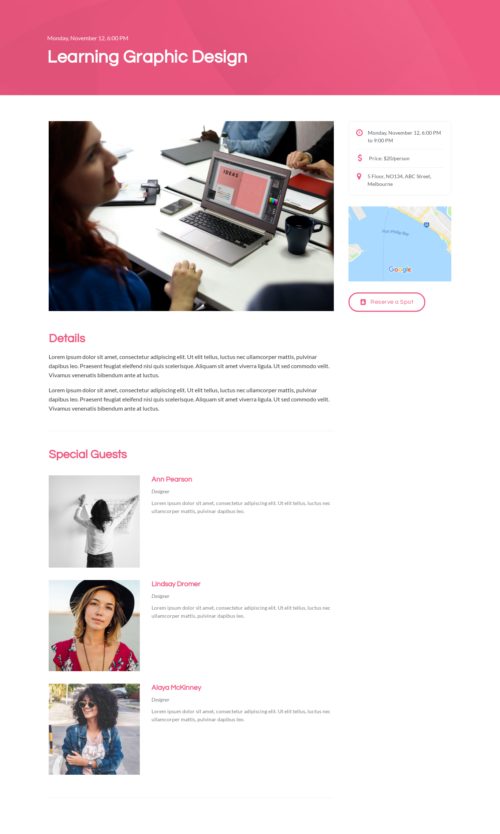 Monday, November 12, 6:00 PM
Learning Graphic Design
IDEAS
Monday, November 12, 6:00 PM
to 9:00 PM
Price: $20/person
5 Floor, NO124, ABC Street,
Melbourne
Port Phillip Bay
Google
Reserve a Spot
Details
Lorem ipsum dolor sit amet, consectetur adipiscing elit. Ut elit tellus, luctus nec ullamcorper mattis, pulvinar
dapibus leo. Praesent feugiat eleifend nisi quis scelerisque. Aliquam sit amet viverra ligula. Ut sed commodo velit.
Vivamus venenatis bibendum ante at luctus.
Lorem ipsum dolor sit amet, consectetur adipiscing elit. Ut elit tellus, luctus nec ullamcorper mattis, pulvinar
dapibus leo. Praesent feugiat eleifend nisi quis scelerisque. Aliquam sit amet viverra ligula. Ut sed commodo velit.
Vivamus venenatis bibendum ante at luctus.
Special Guests
Ann Pearson
Designer
Lorem ipsum dolor sit amet, consectetur adipiscing elit. Ut elit tellus, luctus nec
ullamcorper mattis, pulvinar dapibus leo.
Lindsay Dromer
Designer
Lorem ipsum dolor sit amet, consectetur adipiscing elit. Ut elit tellus, luctus nec
ullamcorper mattis, pulvinar dapibus leo.
Alaya McKinney
Designer
Lorem ipsum dolor sit amet, consectetur adipiscing elit. Ut elit tellus, luctus nec
ullamcorper mattis, pulvinar dapibus leo.